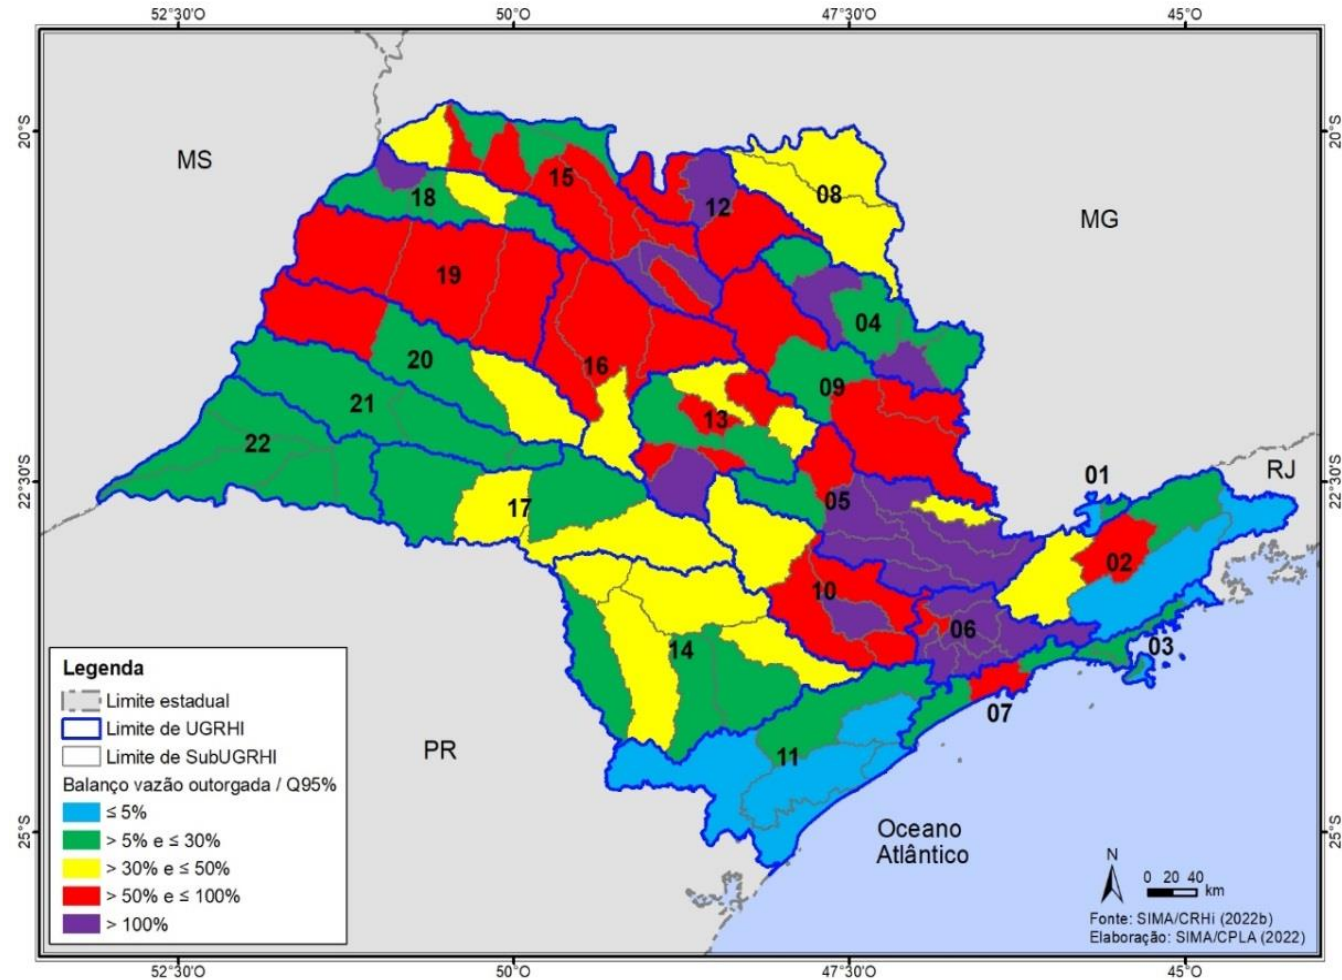 52°30'O 50°O 47°30'O 45°O
20°S
20°S
MS
MG
08
15
18
12
19
04
20
16
09
21
13
22
22°30'S
22°30'S
RJ
01
17
05
02
10
06
03
14
07
11
PR
Legenda
Limite estadual
Limite de UGRHI
Limite de SubUGRHI
Balanço vazão outorgada / Q95%
≤ 5%
> 5% e ≤ 30%
> 30% e ≤ 50%
> 50% e ≤ 100%
> 100%
25°S
25°S
Oceano
Atlântico
N
0 20 40
km
Fonte: SIMA/CRHi (2022b)
Elaboração: SIMA/CPLA (2022)
52°30'O 50°O 47°30'O 45°O